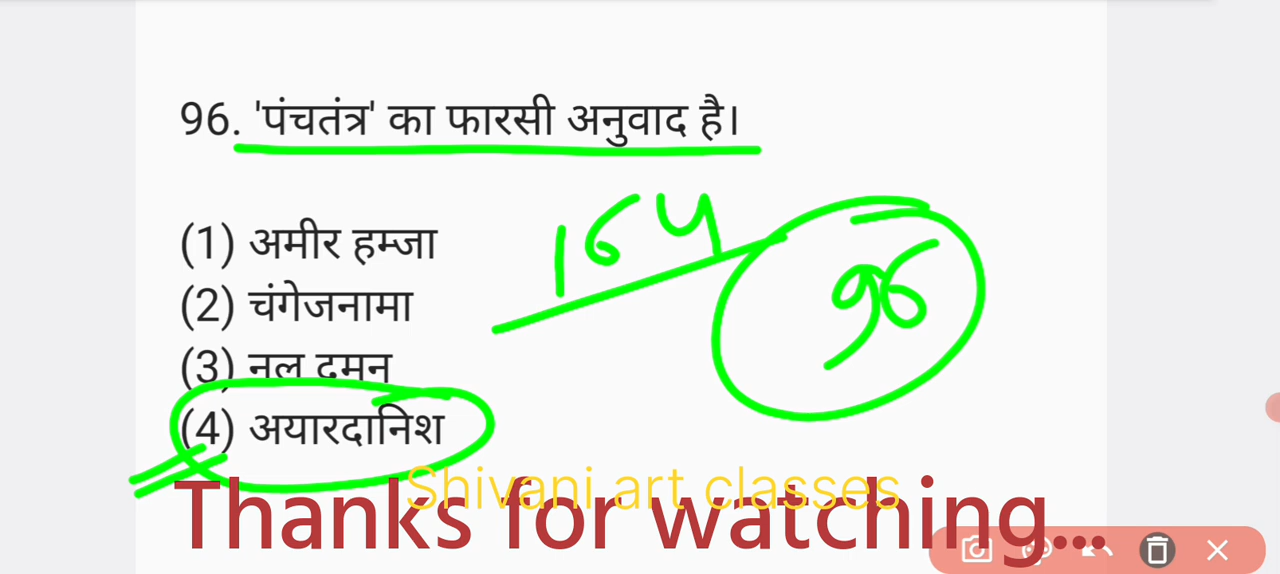 96. 'पंचतंत्र' का फारसी अनुवाद है।
(1) अमीर हम्जा
164
96
(2) चंगेजनामा
(3) नल दमन
(4) अयारदानिश
Shivani art classes
Thanks for watching...